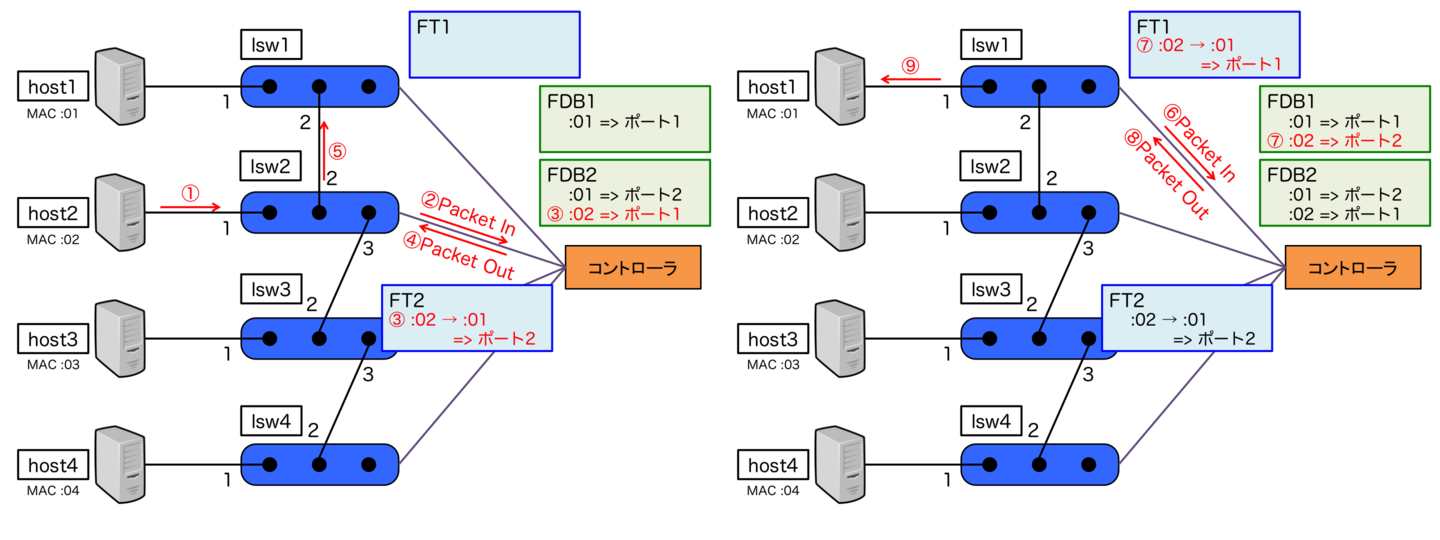 lsw1
FT1
host1
MAC :01
1
2
FDB1
:01 => ポート1
⑤
lsw2
2
①
host2
MAC :02
1
3
②Packet In
④Packet Out
FDB2
:01 => ポート2
③ :02 => ポート1
コントローラ
lsw3
2
FT2
③ :02 → :01
=> ポート2
host3
MAC :03
1
3
lsw4
2
host4
MAC :04
1
lsw1
FT1
⑦ :02 → :01
=> ポート1
⑨
host1
MAC :01
1
2
⑥Packet In
⑧Packet Out
FDB1
:01 => ポート1
⑦ :02 => ポート2
lsw2
2
host2
MAC :02
1
3
FDB2
:01 => ポート2
:02 => ポート1
コントローラ
lsw3
2
FT2
:02 → :01
=> ポート2
host3
MAC :03
1
3
lsw4
2
host4
MAC :04
1